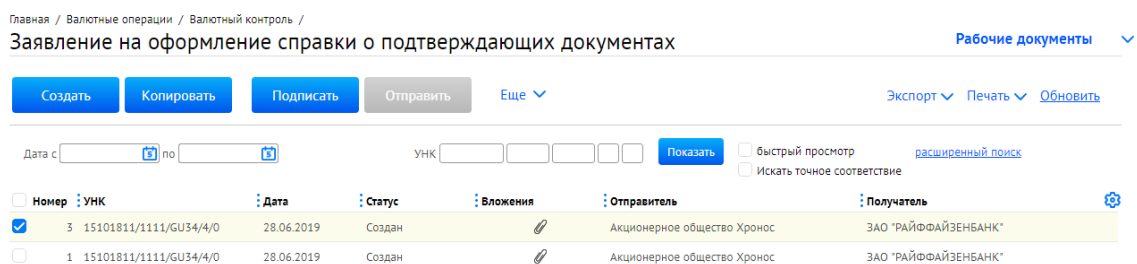 Главная / Валютные операции / Валютный контроль /
Заявление на оформление справки о подтверждающих документах
Рабочие документы
Создать Копировать Подписать Отправить Еще Экспорт Печать Обновить
Дата с 5 по 5 УНК Показать быстрый просмотр расширенный поиск
Искать точное соответствие
Номер УНК Дата Статус Вложения Отправитель Получатель
3 15101811/1111/GU34/4/0 28.06.2019 Создан Акционерное общество Хронос ЗАО "РАЙФФАЙЗЕНБАНК"
1 15101811/1111/GU34/4/0 28.06.2019 Создан Акционерное общество Хронос ЗАО "РАЙФФАЙЗЕНБАНК"